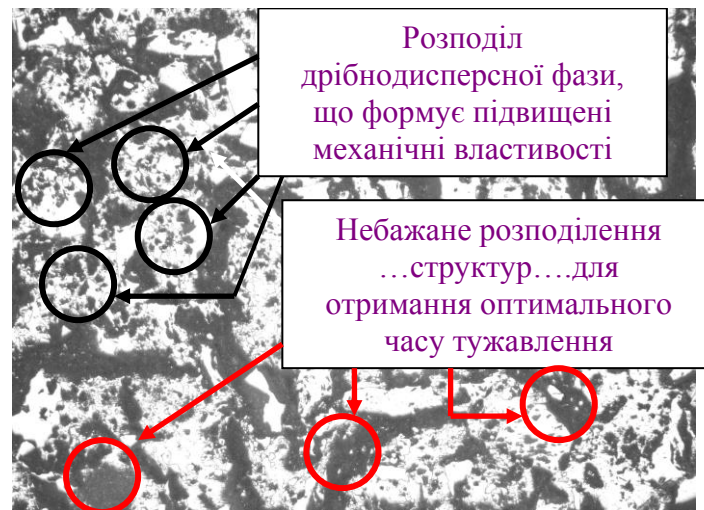 Розподіл
дрібнодисперсної фази,
що формує підвищені
механічні властивості
Небажане розподілення
…структур….для
отримання оптимального
часу тужавлення